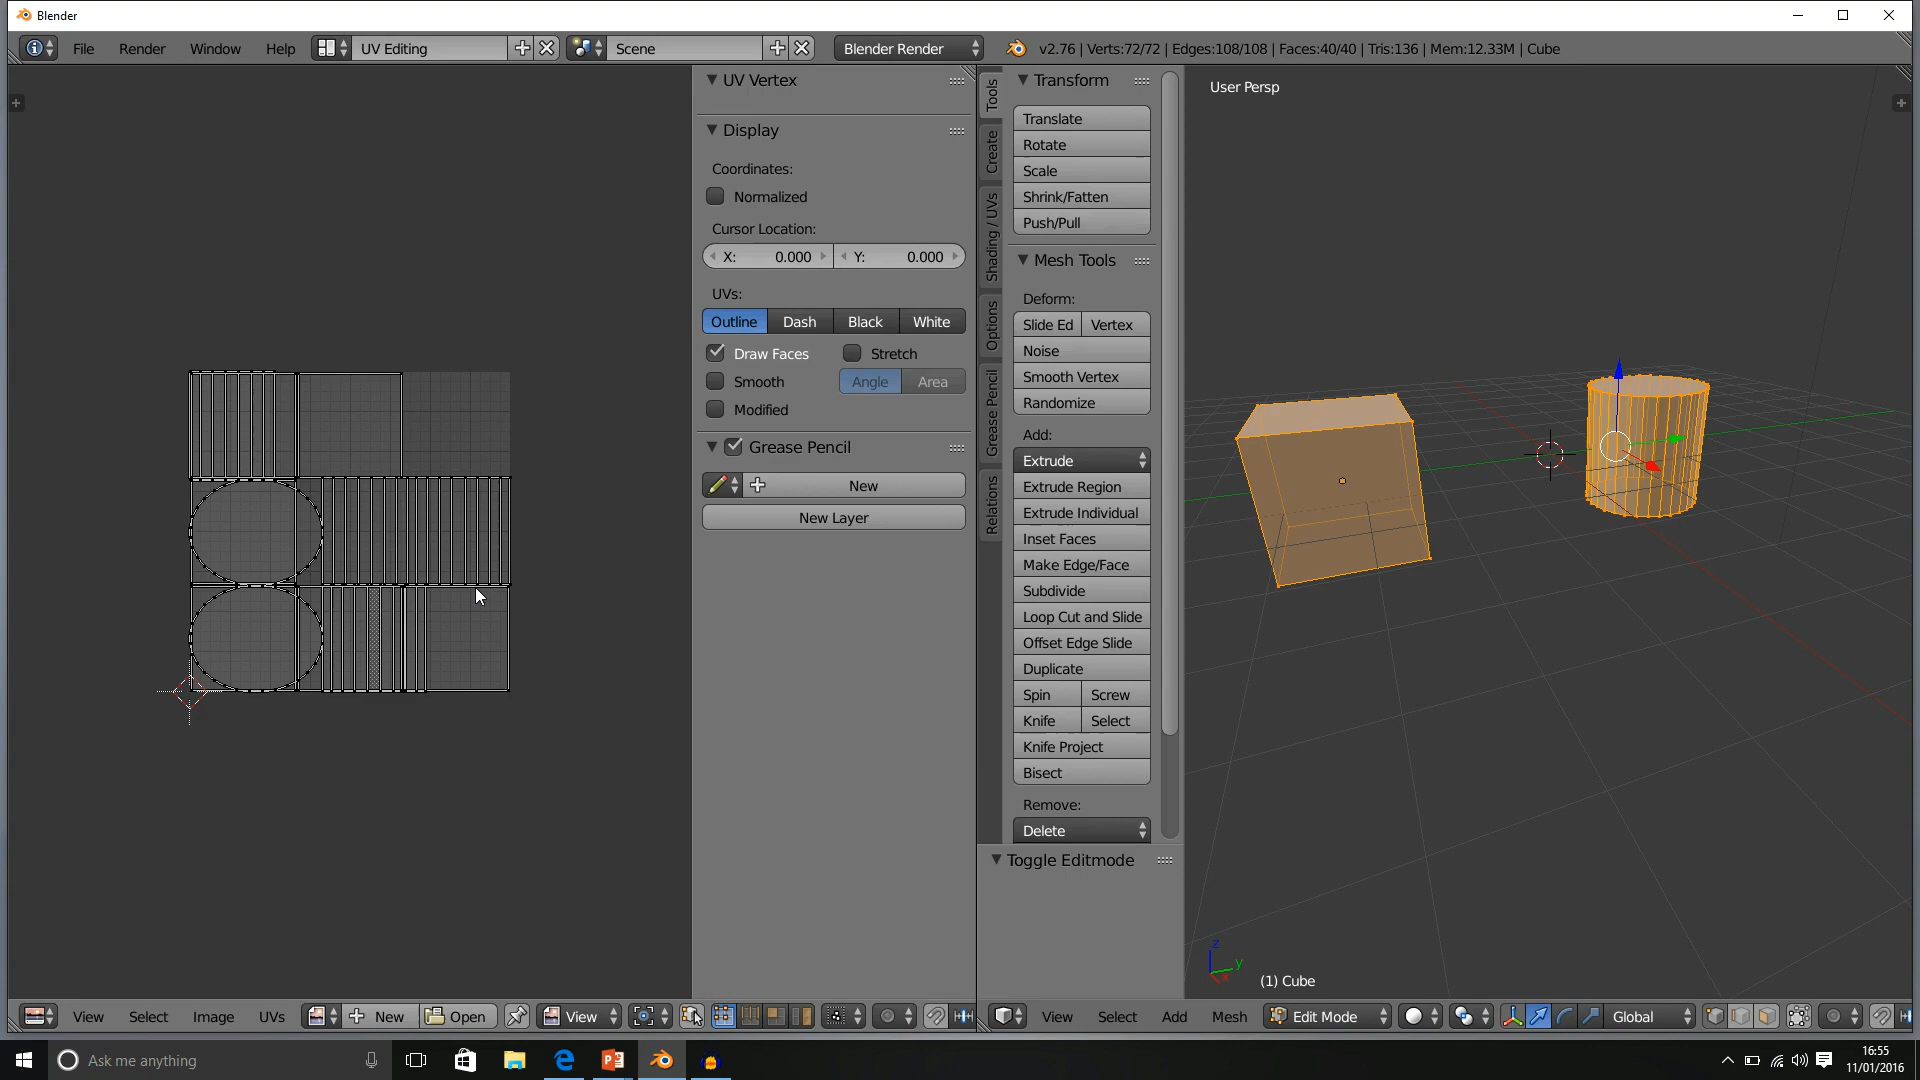 Blender
File Render Window Help UV Editing Scene Blender Render v2.76 | Verts:72/72 | Edges:108/108 | Faces:40/40 | Tris:136 | Mem:12.33M | Cube
UV Vertex
Display
Coordinates:
Normalized
Cursor Location:
X: 0.000 Y: 0.000
UVs:
Outline Dash Black White
Draw Faces Stretch
Smooth Angle Area
Modified
Grease Pencil
New
New Layer
Tools
Create
Shading / UVs
Options
Grease Pencil
Relations
Transform
Translate
Rotate
Scale
Shrink/Fatten
Push/Pull
Mesh Tools
Deform:
Slide Ed Vertex
Noise
Smooth Vertex
Randomize
Add:
Extrude
Extrude Region
Extrude Individual
Inset Faces
Make Edge/Face
Subdivide
Loop Cut and Slide
Offset Edge Slide
Duplicate
Spin Screw
Knife Select
Knife Project
Bisect
Remove:
Delete
Toggle Editmode
User Persp
z
y
x
(1) Cube
View Select Image UVs New Open View
View Select Add Mesh Edit Mode Global
Ask me anything
16:55
11/01/2016